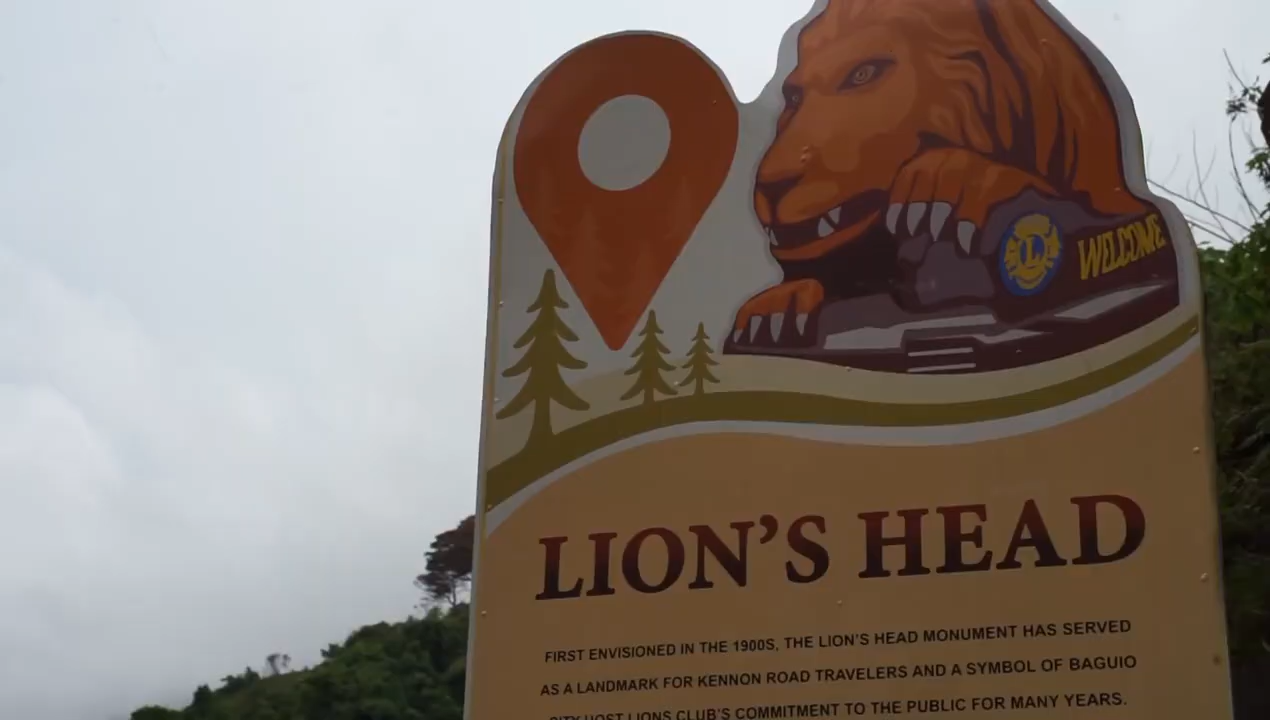 L
WELCOME
LION'S HEAD
FIRST ENVISIONED IN THE 1900S, THE LION'S HEAD MONUMENT HAS SERVED
AS A LANDMARK FOR KENNON ROAD TRAVELERS AND A SYMBOL OF BAGUIO
CITY HOST LIONS CLUB'S COMMITMENT TO THE PUBLIC FOR MANY YEARS.